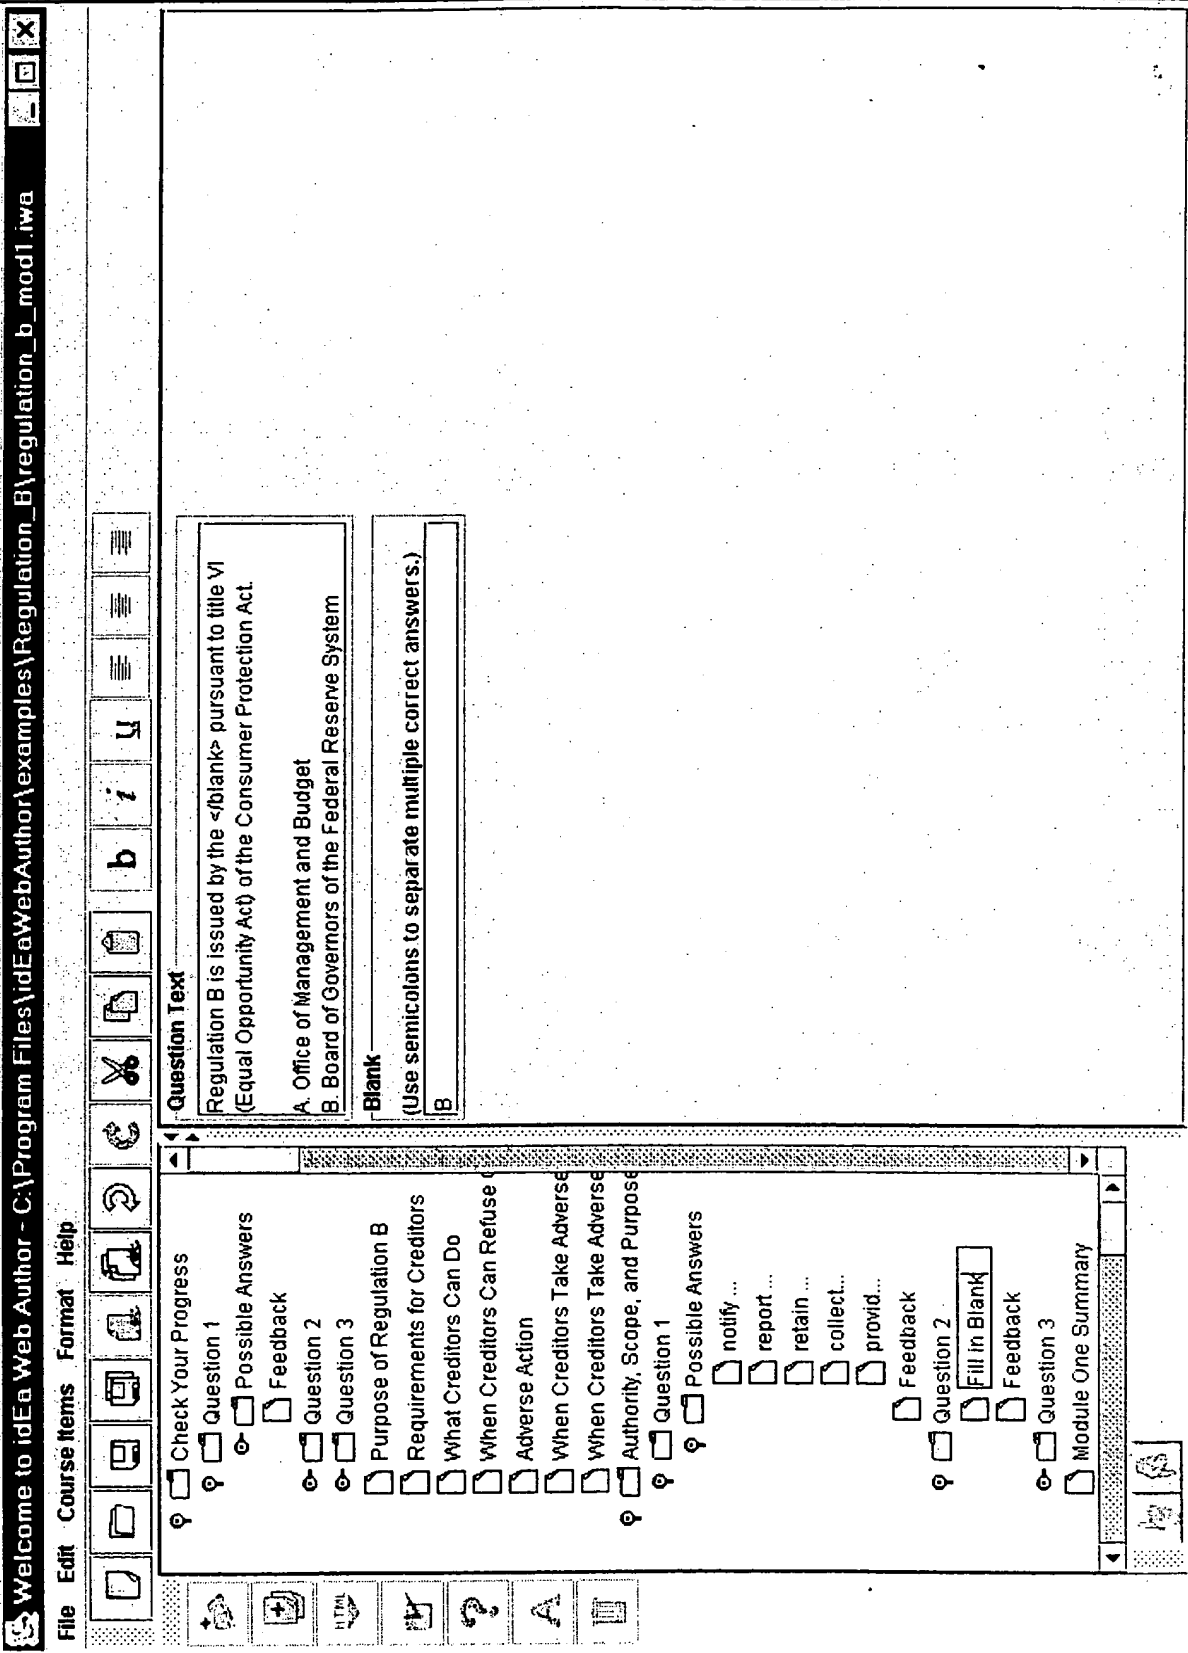 Welcome to idEa Web Author - C:\Program Files\idEaWebAuthor\examples\Regulation_B\regulation_b_mod1.iwa
File Edit Course Items Format Help
b i u
HTML
?
A
Check Your Progress
Question 1
Possible Answers
Feedback
Question 2
Question 3
Purpose of Regulation B
Requirements for Creditors
What Creditors Can Do
When Creditors Can Refuse
Adverse Action
When Creditors Take Adverse
When Creditors Take Adverse
Authority, Scope, and Purpose
Question 1
Possible Answers
notify ...
report ...
retain ...
collect...
provid...
Feedback
Question 2
Fill in Blank
Feedback
Question 3
Module One Summary
Question Text
Regulation B is issued by the </blank> pursuant to title VI
(Equal Opportunity Act) of the Consumer Protection Act.
A. Office of Management and Budget
B. Board of Governors of the Federal Reserve System
Blank
(Use semicolons to separate multiple correct answers.)
B